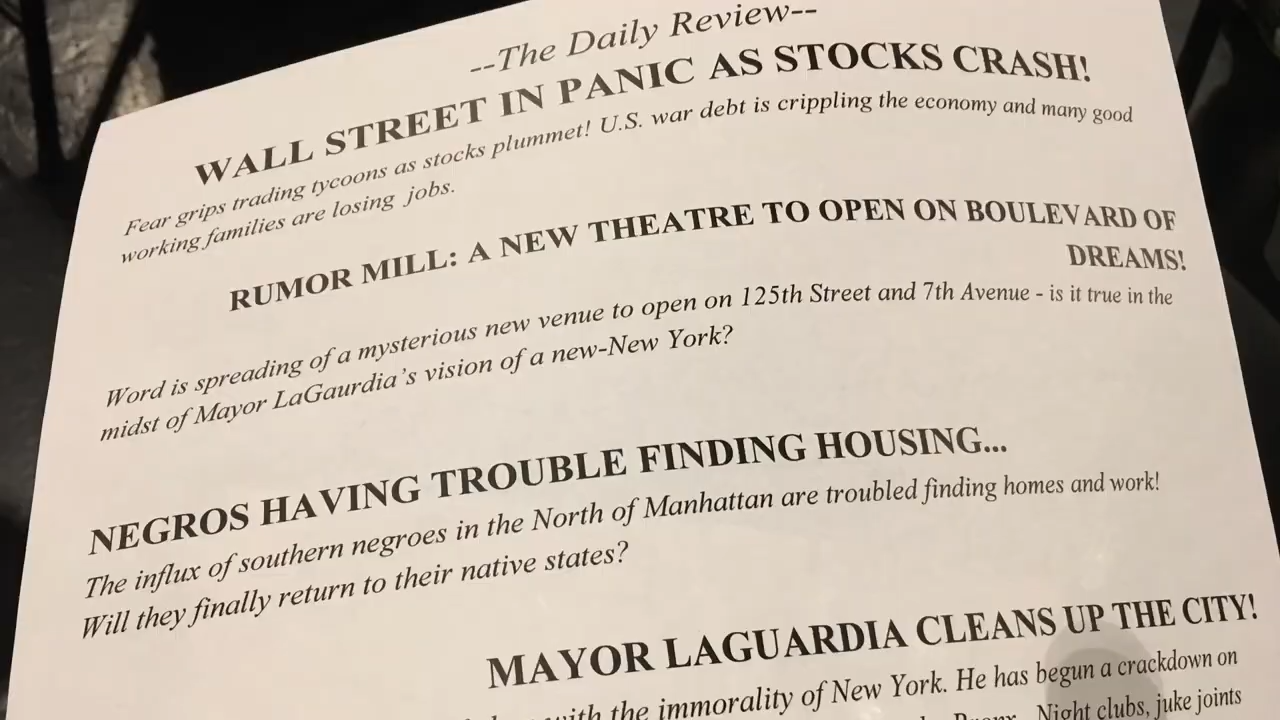 --The Daily Review--
WALL STREET IN PANIC AS STOCKS CRASH!
Fear grips trading tycoons as stocks plummet! U.S. war debt is crippling the economy and many good
working families are losing jobs.
RUMOR MILL: A NEW THEATRE TO OPEN ON BOULEVARD OF
DREAMS!
Word is spreading of a mysterious new venue to open on 125th Street and 7th Avenue - is it true in the
midst of Mayor LaGaurdia's vision of a new-New York?
NEGROS HAVING TROUBLE FINDING HOUSING...
The influx of southern negroes in the North of Manhattan are troubled finding homes and work!
Will they finally return to their native states?
MAYOR LAGUARDIA CLEANS UP THE CITY!
with the immorality of New York. He has begun a crackdown on
Bronx. Night clubs, juke joints